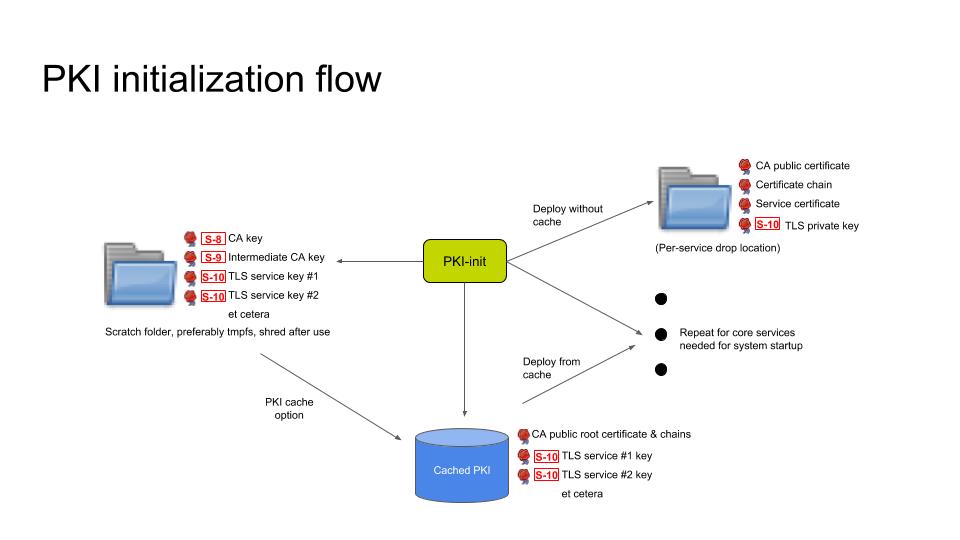 PKI initialization flow
CA public certificate
Certificate chain
Service certificate
S-10 TLS private key
(Per-service drop location)
Deploy without
cache
S-8 CA key
S-9 Intermediate CA key
S-10 TLS service key #1
S-10 TLS service key #2
et cetera
Scratch folder, preferably tmpfs, shred after use
PKI-init
Repeat for core services
needed for system startup
Deploy from
cache
PKI cache
option
Cached PKI
CA public root certificate & chains
S-10 TLS service #1 key
S-10 TLS service #2 key
et cetera